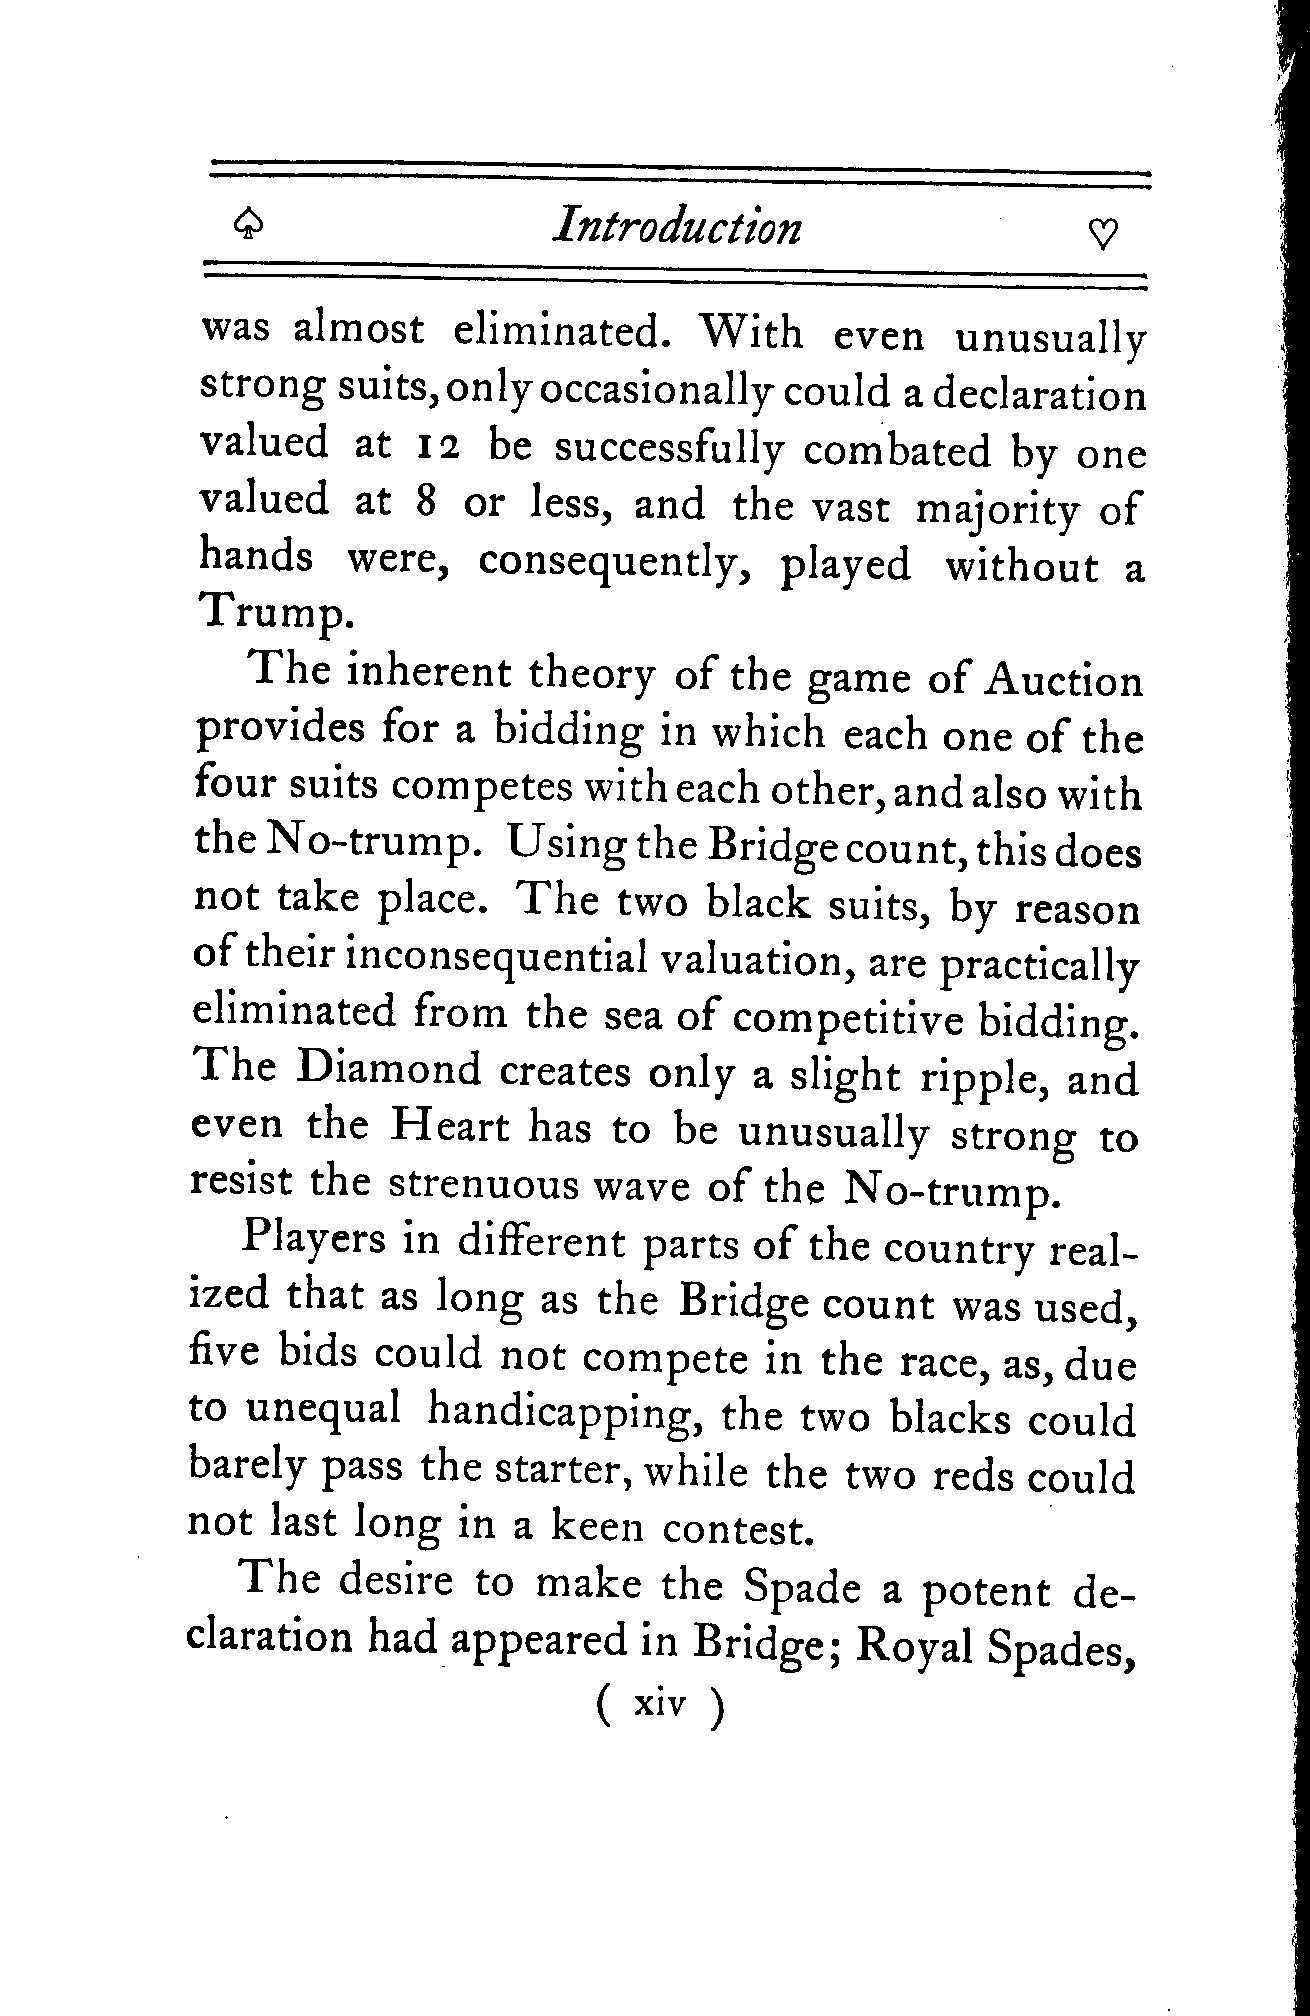 ♤ Introduction ♡
was almost eliminated. With even unusually
strong suits, only occasionally could a declaration
valued at 12 be successfully combated by one
valued at 8 or less, and the vast majority of
hands were, consequently, played without a
Trump.
The inherent theory of the game of Auction
provides for a bidding in which each one of the
four suits competes with each other, and also with
the No-trump. Using the Bridge count, this does
not take place. The two black suits, by reason
of their inconsequential valuation, are practically
eliminated from the sea of competitive bidding.
The Diamond creates only a slight ripple, and
even the Heart has to be unusually strong to
resist the strenuous wave of the No-trump.
Players in different parts of the country real-
ized that as long as the Bridge count was used,
five bids could not compete in the race, as, due
to unequal handicapping, the two blacks could
barely pass the starter, while the two reds could
not last long in a keen contest.
The desire to make the Spade a potent de-
claration had appeared in Bridge; Royal Spades,
( xiv )